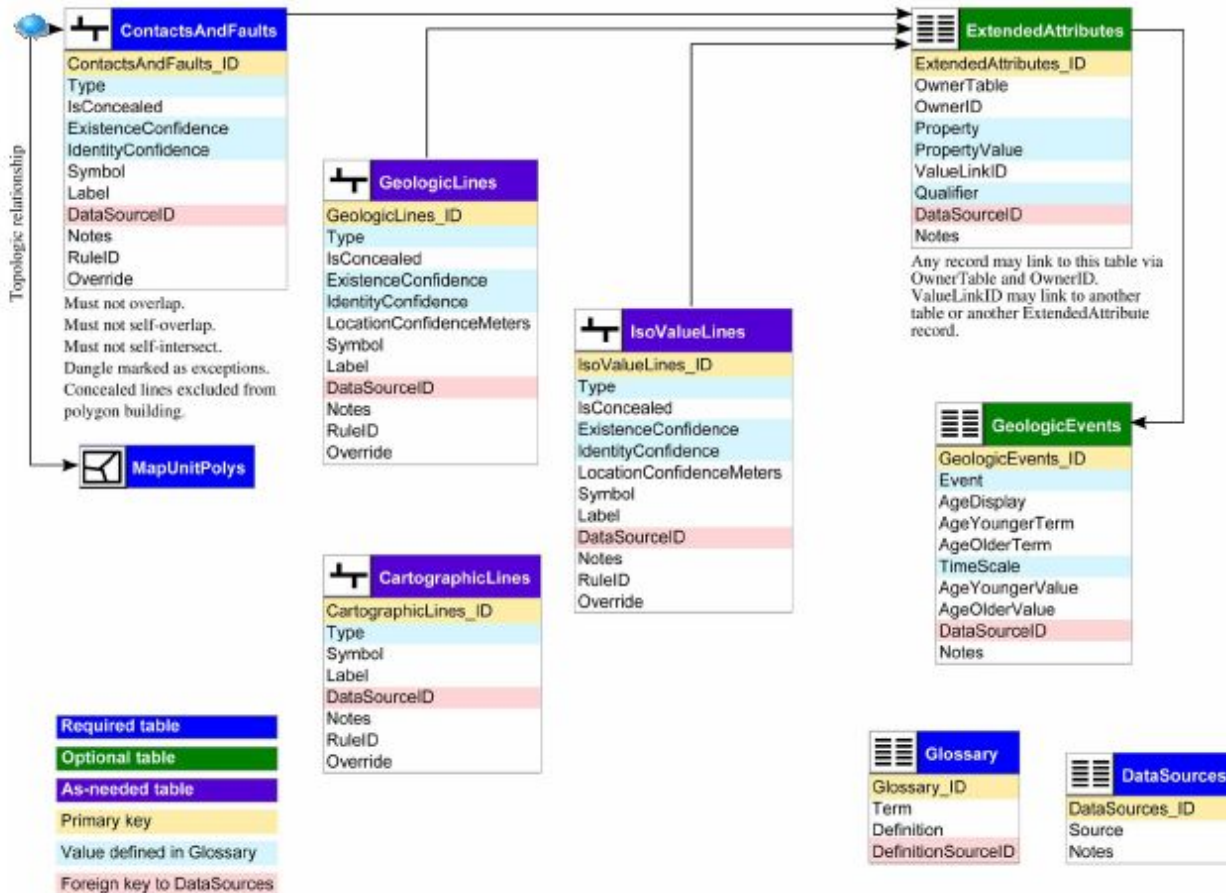 Topologic relationship
ContactsAndFaults
ContactsAndFaults_ID
Type
IsConcealed
ExistenceConfidence
IdentityConfidence
Symbol
Label
DataSourceID
Notes
RuleID
Override
Must not overlap.
Must not self-overlap.
Must not self-intersect.
Dangle marked as exceptions.
Concealed lines excluded from
polygon building.
MapUnitPolys
GeologicLines
GeologicLines_ID
Type
IsConcealed
ExistenceConfidence
IdentityConfidence
LocationConfidenceMeters
Symbol
Label
DataSourceID
Notes
RuleID
Override
CartographicLines
CartographicLines_ID
Type
Symbol
Label
DataSourceID
Notes
RuleID
Override
IsoValueLines
IsoValueLines_ID
Type
IsConcealed
ExistenceConfidence
IdentityConfidence
LocationConfidenceMeters
Symbol
Label
DataSourceID
Notes
RuleID
Override
ExtendedAttributes
ExtendedAttributes_ID
OwnerTable
OwnerID
Property
PropertyValue
ValueLinkID
Qualifier
DataSourceID
Notes
Any record may link to this table via
OwnerTable and OwnerID.
ValueLinkID may link to another
table or another ExtendedAttribute
record.
GeologicEvents
GeologicEvents_ID
Event
AgeDisplay
AgeYoungerTerm
AgeOlderTerm
TimeScale
AgeYoungerValue
AgeOlderValue
DataSourceID
Notes
Required table
Optional table
As-needed table
Primary key
Value defined in Glossary
Foreign key to DataSources
Glossary
Glossary_ID
Term
Definition
DefinitionSourceID
DataSources
DataSources_ID
Source
Notes